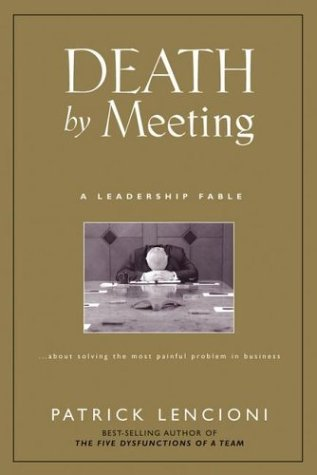 DEATH
by Meeting
A LEADERSHIP FABLE
...about solving the most painful problem in business
PATRICK LENCIONI
BEST-SELLING AUTHOR OF
THE FIVE DYSFUNCTIONS OF A TEAM